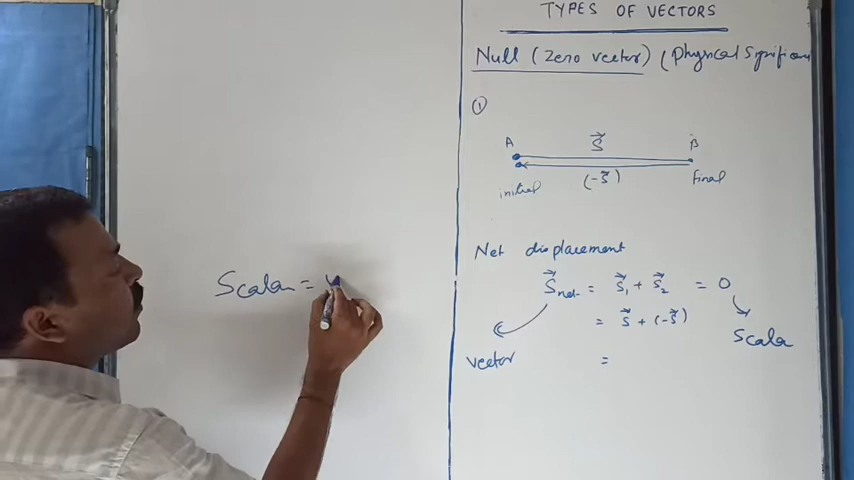 TYPES OF VECTORS
Null (Zero vector) (Physical Significan
①
A S⃗ B
initial (-S⃗) final
Net displacement
S⃗net = S⃗1 + S⃗2 = 0
= S⃗ + (-S⃗)
vector
Scalar
=
Scalar = v